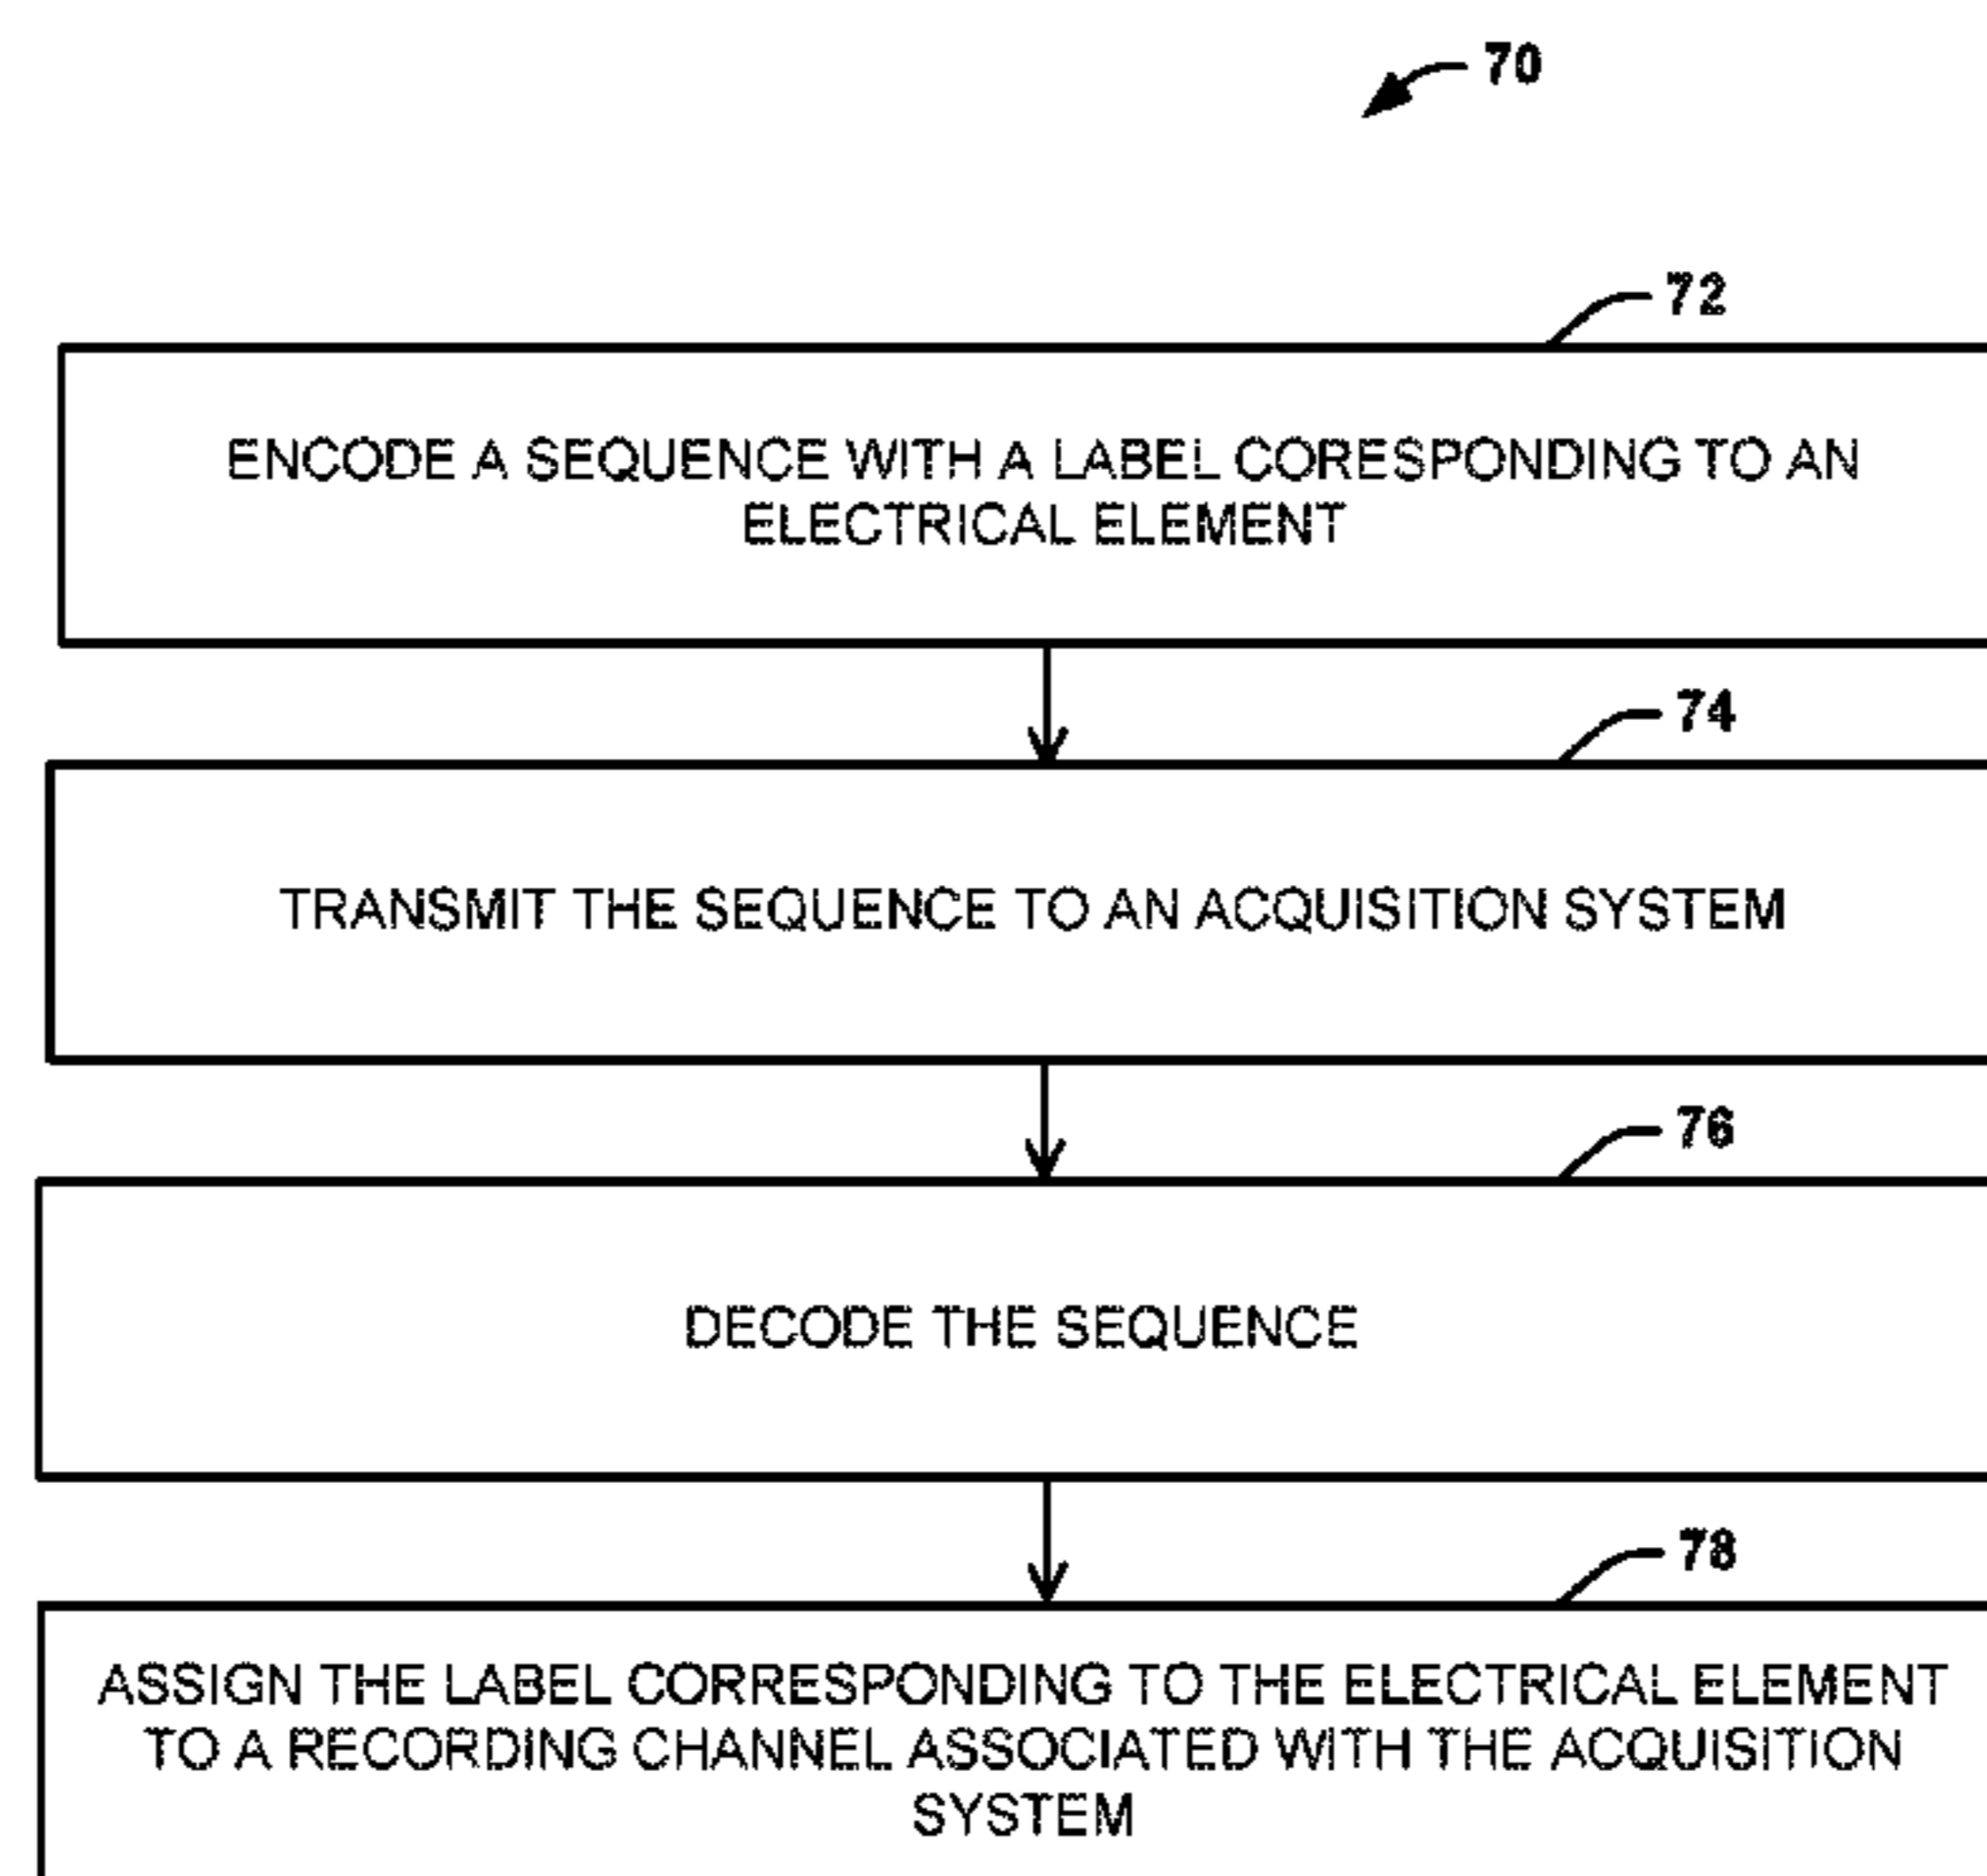 70
72
ENCODE A SEQUENCE WITH A LABEL CORESPONDING TO AN
ELECTRICAL ELEMENT
74
TRANSMIT THE SEQUENCE TO AN ACQUISITION SYSTEM
76
DECODE THE SEQUENCE
78
ASSIGN THE LABEL CORRESPONDING TO THE ELECTRICAL ELEMENT
TO A RECORDING CHANNEL ASSOCIATED WITH THE ACQUISITION
SYSTEM